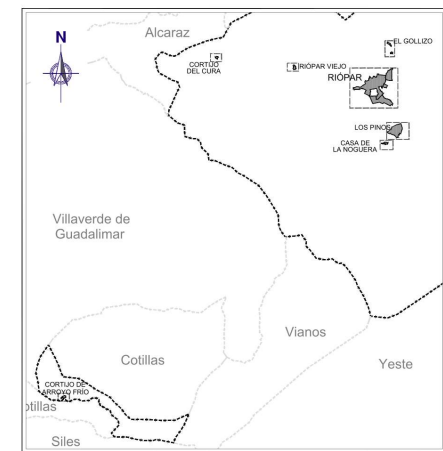 N
Alcaraz
EL GOLLIZO
CORTIJO
DEL CURA
RIÓPAR VIEJO
RIÓPAR
LOS PINOS
CASA DE
LA NOGUERA
Villaverde de
Guadalimar
Vianos
Cotillas
Yeste
CORTIJO DE
ARROYO FRÍO
otillas
Siles